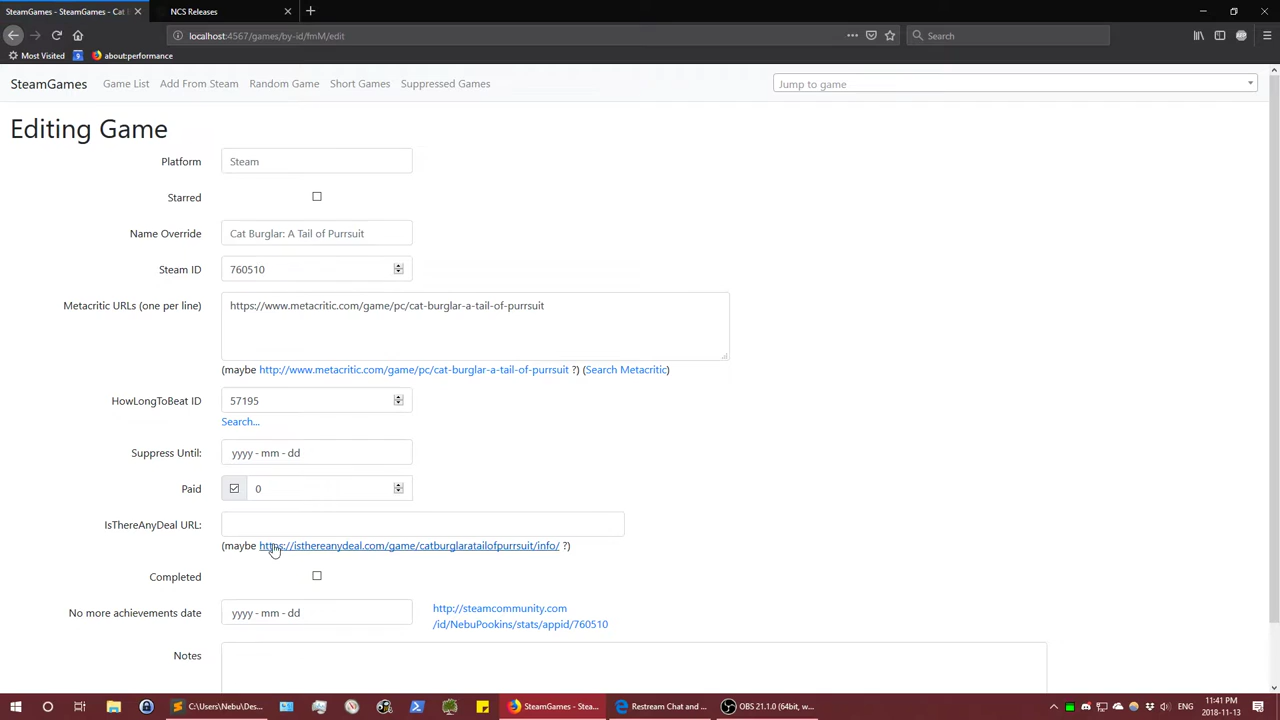 SteamGames - SteamGames - Cat
NCS Releases
localhost:4567/games/by-id/fmM/edit
Search
Most Visited
about:performance
SteamGames
Game List
Add From Steam
Random Game
Short Games
Suppressed Games
Jump to game
Editing Game
Platform
Steam
Starred
Name Override
Cat Burglar: A Tail of Purrsuit
Steam ID
760510
Metacritic URLs (one per line)
https://www.metacritic.com/game/pc/cat-burglar-a-tail-of-purrsuit
(maybe http://www.metacritic.com/game/pc/cat-burglar-a-tail-of-purrsuit ?) (Search Metacritic)
HowLongToBeat ID
57195
Search...
Suppress Until:
yyyy - mm - dd
Paid
0
IsThereAnyDeal URL:
(maybe https://isthereanydeal.com/game/catburglaratailofpurrsuit/info/ ?)
Completed
No more achievements date
yyyy - mm - dd
http://steamcommunity.com
/id/NebuPookins/stats/appid/760510
Notes
C:\Users\Nebu\Des...
SteamGames - Stea...
Restream Chat and ...
OBS 21.1.0 (64bit, w...
ENG
11:41 PM
2018-11-13